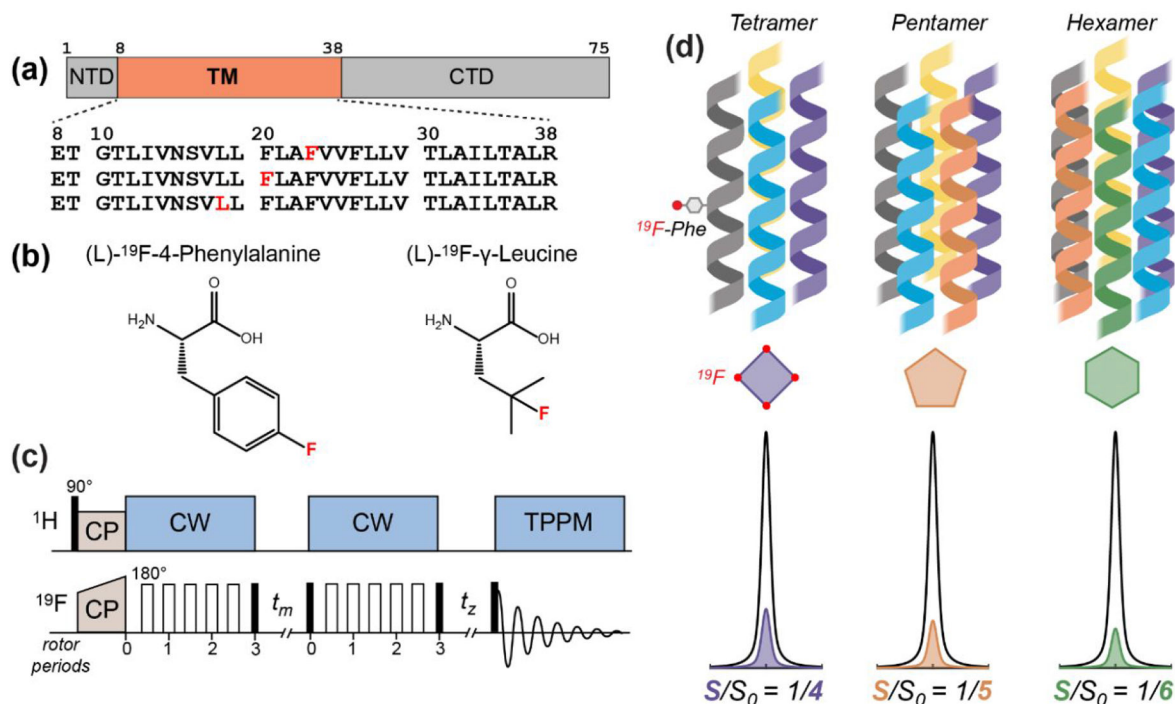 (a)
1 8 38 75
NTD TM CTD
8 10 20 30 38
ET GTLIVNSVLL FLAFVVFLLV TLAILTALR
ET GTLIVNSVLL FLAFVVFLLV TLAILTALR
ET GTLIVNSVLL FLAFVVFLLV TLAILTALR
(b)
(L)-¹⁹F-4-Phenylalanine (L)-¹⁹F-γ-Leucine
O O
H₂N OH H₂N OH
F F
(c)
90°
¹H CP CW CW TPPM
180°
¹⁹F CP tₘ t_z
rotor periods 0 1 2 3 0 1 2 3
(d)
Tetramer Pentamer Hexamer
¹⁹F-Phe
¹⁹F
S/S₀ = 1/4 S/S₀ = 1/5 S/S₀ = 1/6